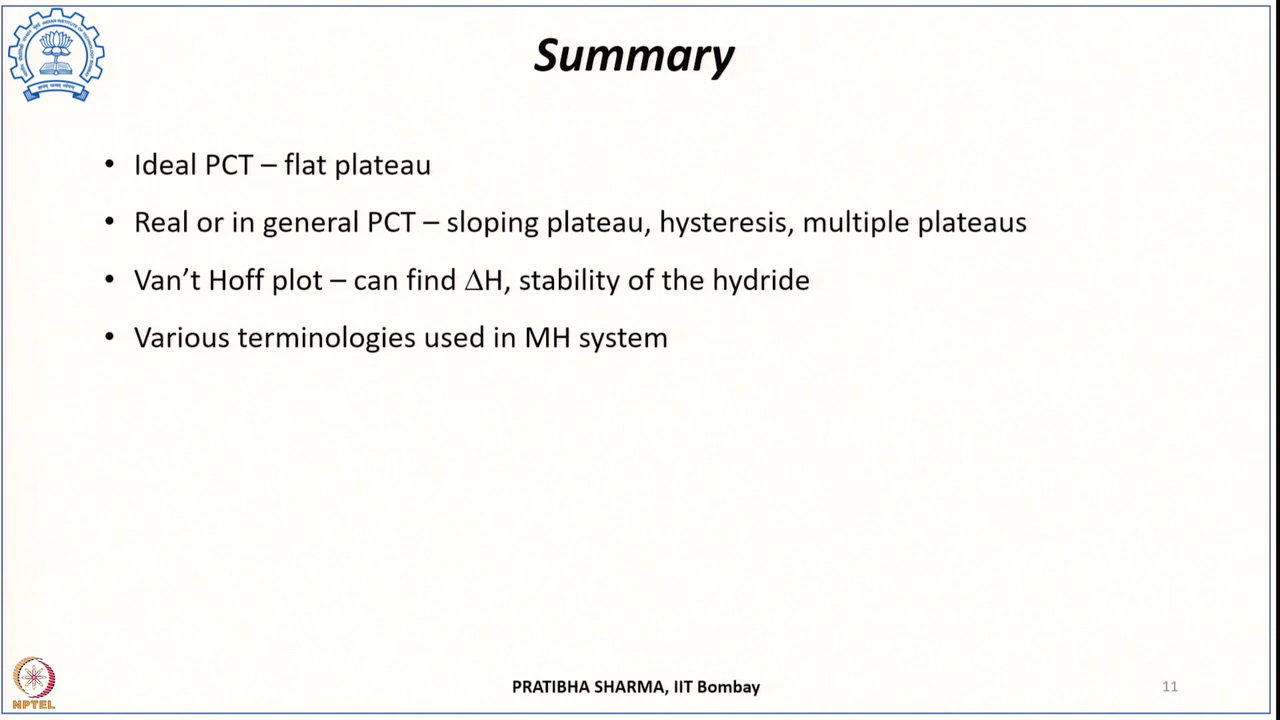 Summary
• Ideal PCT – flat plateau
• Real or in general PCT – sloping plateau, hysteresis, multiple plateaus
• Van’t Hoff plot – can find ΔH, stability of the hydride
• Various terminologies used in MH system
NPTEL
PRATIBHA SHARMA, IIT Bombay
11